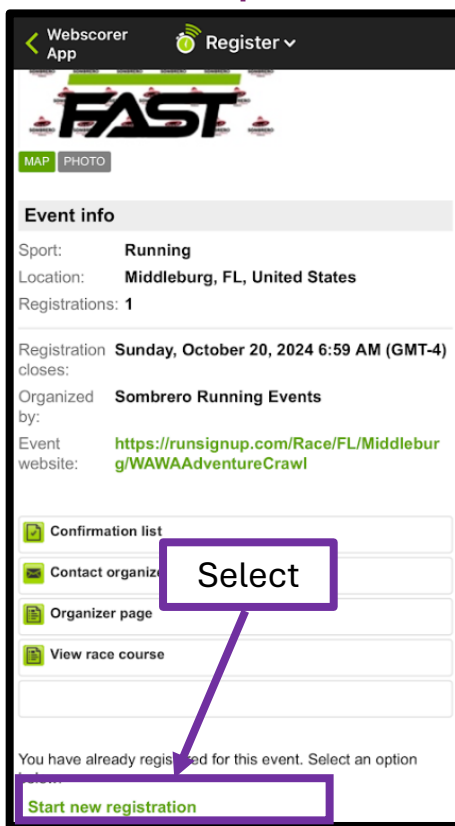 Webscorer
App
Register
FAST
MAP PHOTO
Event info
Sport: Running
Location: Middleburg, FL, United States
Registrations: 1
Registration closes: Sunday, October 20, 2024 6:59 AM (GMT-4)
Organized by: Sombrero Running Events
Event website: https://runsignup.com/Race/FL/Middleburg/WAWAAdventureCrawl
Confirmation list
Contact organize
Select
Organizer page
View race course
You have already registered for this event. Select an option
Start new registration